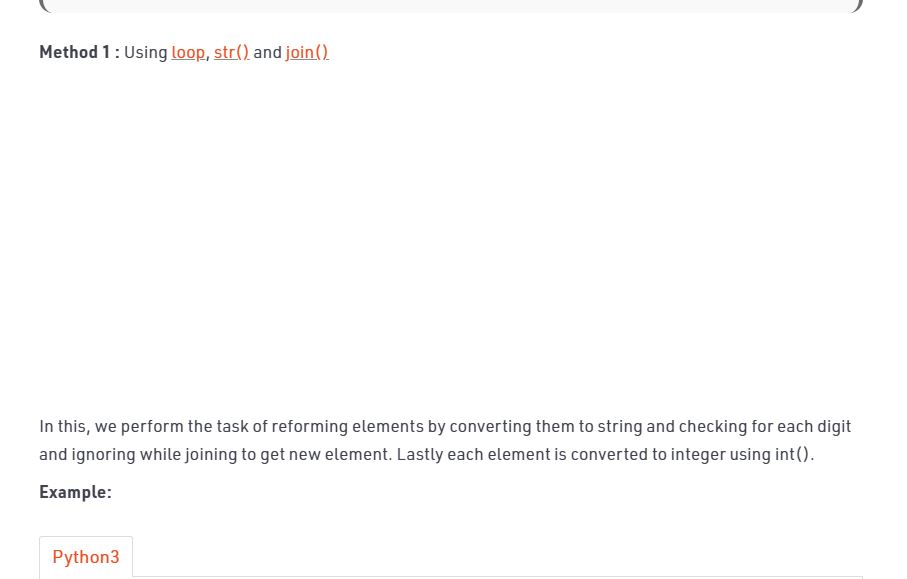 Method 1 : Using loop, str() and join()
In this, we perform the task of reforming elements by converting them to string and checking for each digit
and ignoring while joining to get new element. Lastly each element is converted to integer using int().
Example:
Python3